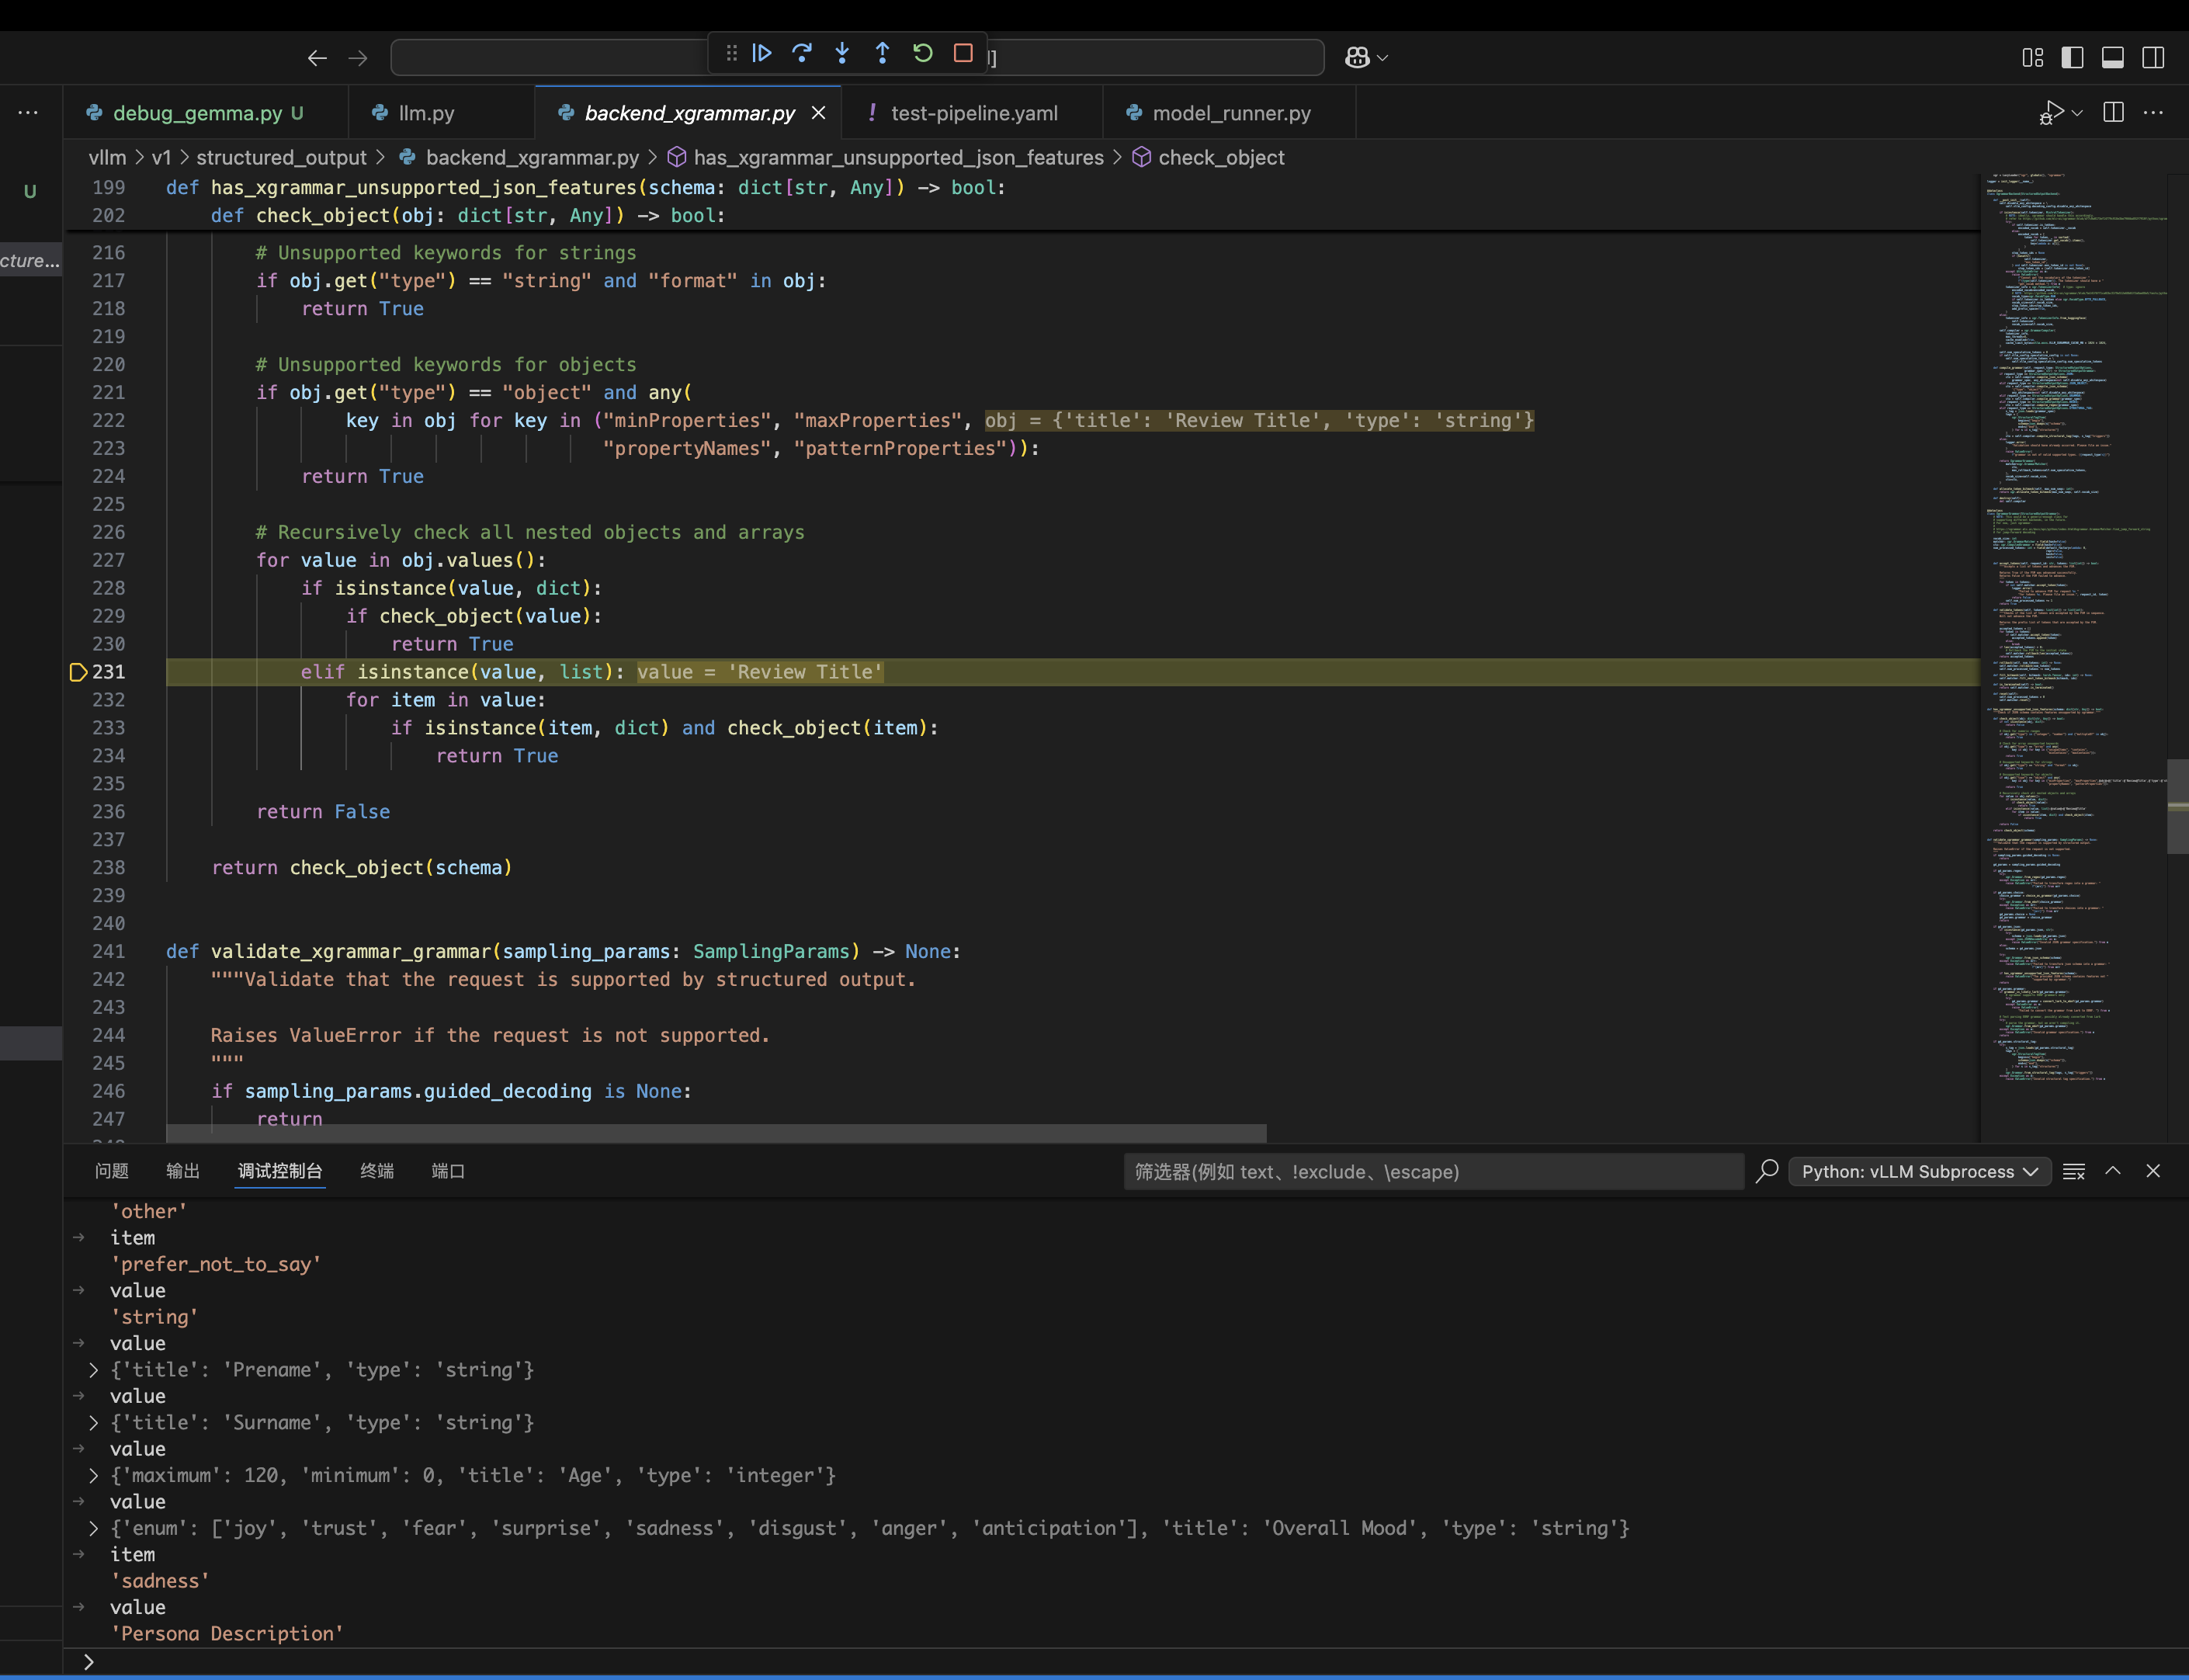 l]
debug_gemma.py U
llm.py
backend_xgrammar.py
! test-pipeline.yaml
model_runner.py
vllm > v1 > structured_output > backend_xgrammar.py > has_xgrammar_unsupported_json_features > check_object
U
cture...
199 def has_xgrammar_unsupported_json_features(schema: dict[str, Any]) -> bool:
202 def check_object(obj: dict[str, Any]) -> bool:
216 # Unsupported keywords for strings
217 if obj.get("type") == "string" and "format" in obj:
218 return True
219
220 # Unsupported keywords for objects
221 if obj.get("type") == "object" and any(
222 key in obj for key in ("minProperties", "maxProperties", obj = {'title': 'Review Title', 'type': 'string'}
223 "propertyNames", "patternProperties")):
224 return True
225
226 # Recursively check all nested objects and arrays
227 for value in obj.values():
228 if isinstance(value, dict):
229 if check_object(value):
230 return True
231 elif isinstance(value, list): value = 'Review Title'
232 for item in value:
233 if isinstance(item, dict) and check_object(item):
234 return True
235
236 return False
237
238 return check_object(schema)
239
240
241 def validate_xgrammar_grammar(sampling_params: SamplingParams) -> None:
242 """Validate that the request is supported by structured output.
243
244 Raises ValueError if the request is not supported.
245 """
246 if sampling_params.guided_decoding is None:
247 return
问题 输出 调试控制台 终端 端口
筛选器(例如 text、!exclude、\escape)
Python: vLLM Subprocess
'other'
→ item
'prefer_not_to_say'
→ value
'string'
→ value
> {'title': 'Prename', 'type': 'string'}
→ value
> {'title': 'Surname', 'type': 'string'}
→ value
> {'maximum': 120, 'minimum': 0, 'title': 'Age', 'type': 'integer'}
→ value
> {'enum': ['joy', 'trust', 'fear', 'surprise', 'sadness', 'disgust', 'anger', 'anticipation'], 'title': 'Overall Mood', 'type': 'string'}
→ item
'sadness'
→ value
'Persona Description'
>